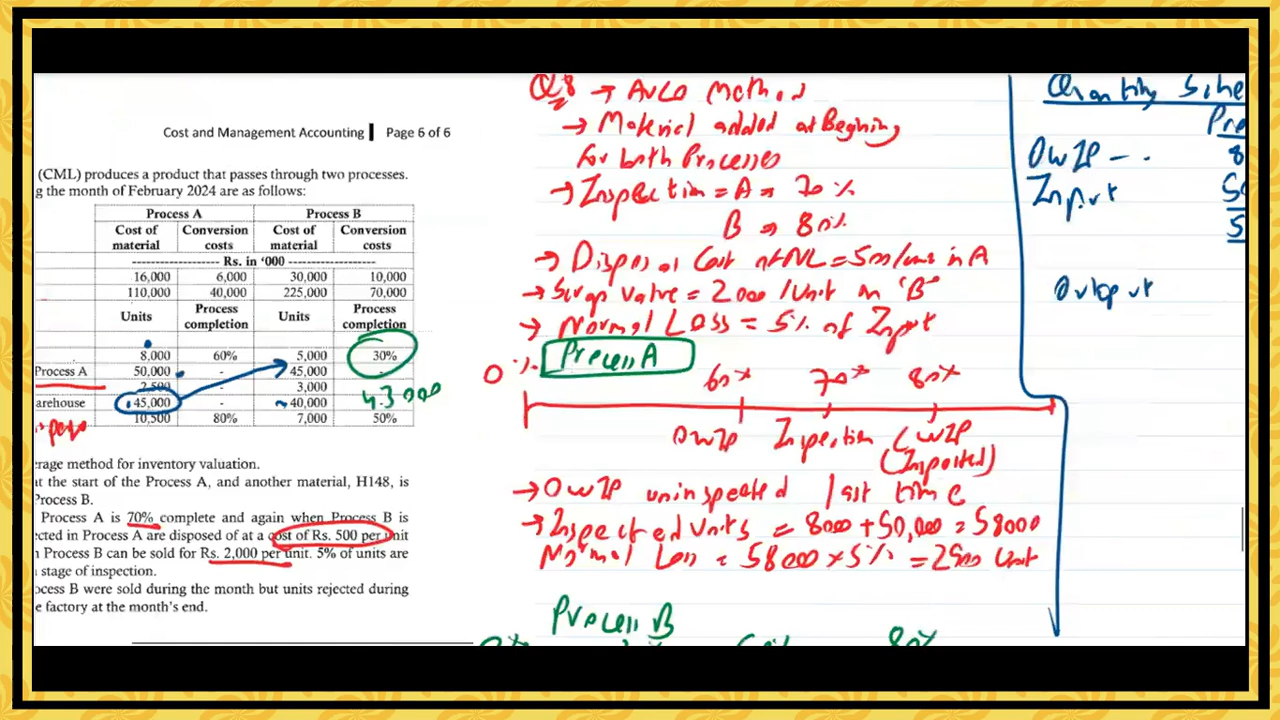 Cost and Management Accounting | Page 6 of 6
(CML) produces a product that passes through two processes.
g the month of February 2024 are as follows:
Process A Process B
Cost of material Conversion costs Cost of material Conversion costs
Rs. in '000
16,000 6,000 30,000 10,000
110,000 40,000 225,000 70,000
Units Process completion Units Process completion
8,000 60% 5,000 30%
Process A 50,000 - 45,000 -
2,500 - 3,000
arehouse 45,000 - 40,000 -
10,500 80% 7,000 50%
43000
erage method for inventory valuation.
at the start of the Process A, and another material, H148, is
Process B.
Process A is 70% complete and again when Process B is
ected in Process A are disposed of at a cost of Rs. 500 per unit
n Process B can be sold for Rs. 2,000 per unit. 5% of units are
stage of inspection.
ocess B were sold during the month but units rejected during
e factory at the month's end.
Q8 → AVCO Method
→ Material added at Begining
for both Processes
→ Inspection = A → 70 %
B → 80%
→ Disposal Cost of NL = 500/unit in A
→ Scrap value = 2000 /Unit in "B"
→ Normal Loss = 5% of Input
Process A
0 % 60% 70% 80%
OWIP Inspection CWIP
(Inspected)
→ OWIP uninspected last time
→ Inspected units = 8000 + 50,000 = 58000
Normal Loss = 58000 × 5% = 2900 Unit
Process B
80%
Quantity Sche
Pro
OWIP -- 8
Input 50
5
Output